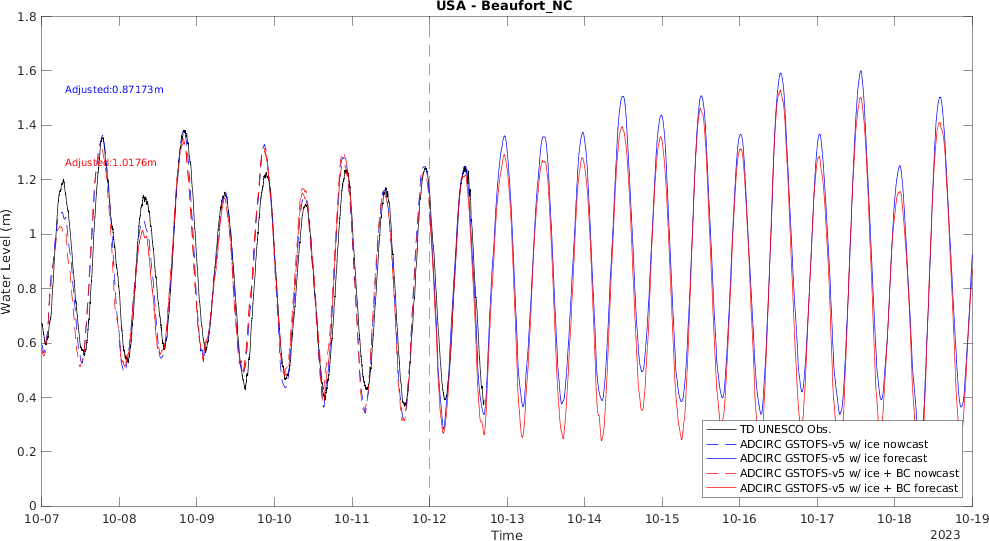 USA - Beaufort_NC
1.8
1.6
1.4
1.2
1
0.8
0.6
0.4
0.2
0
Water Level (m)
Adjusted:0.87173m
Adjusted:1.0176m
TD UNESCO Obs.
ADCIRC GSTOFS-v5 w/ ice nowcast
ADCIRC GSTOFS-v5 w/ ice forecast
ADCIRC GSTOFS-v5 w/ ice + BC nowcast
ADCIRC GSTOFS-v5 w/ ice + BC forecast
10-07 10-08 10-09 10-10 10-11 10-12 10-13 10-14 10-15 10-16 10-17 10-18 10-19
Time
2023